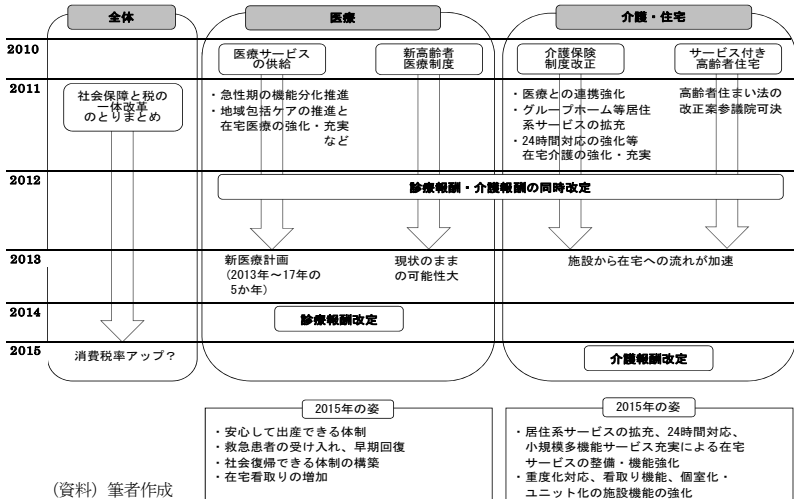 全体
医療
介護・住宅
2010
医療サービス
の供給
新高齢者
医療制度
介護保険
制度改正
サービス付き
高齢者住宅
2011
社会保障と税の
一体改革
のとりまとめ
・急性期の機能分化推進
・地域包括ケアの推進と
在宅医療の強化・充実
など
・医療との連携強化
・グループホーム等居住
系サービスの拡充
・24時間対応の強化等
在宅介護の強化・充実
高齢者住まい法の
改正案参議院可決
2012
診療報酬・介護報酬の同時改定
2013
新医療計画
(2013年～17年の
5か年)
現状のまま
の可能性大
施設から在宅への流れが加速
2014
診療報酬改定
2015
消費税率アップ？
介護報酬改定
2015年の姿
・安心して出産できる体制
・救急患者の受け入れ、早期回復
・社会復帰できる体制の構築
・在宅看取りの増加
2015年の姿
・居住系サービスの拡充、24時間対応、
小規模多機能サービス充実による在宅
サービスの整備・機能強化
・重度化対応、看取り機能、個室化・
ユニット化の施設機能の強化
(資料) 筆者作成